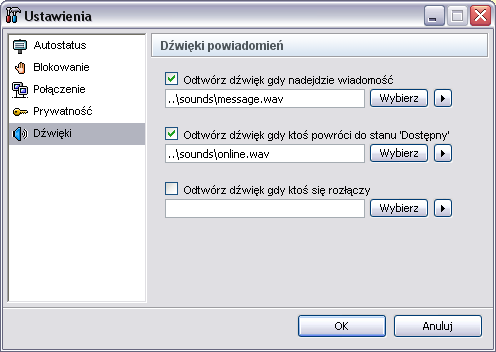 Ustawienia
Autostatus
Blokowanie
Połączenie
Prywatność
Dźwięki
Dźwięki powiadomień
Odtwórz dźwięk gdy nadejdzie wiadomość
..\sounds\message.wav
Wybierz
Odtwórz dźwięk gdy ktoś powróci do stanu 'Dostępny'
..\sounds\online.wav
Wybierz
Odtwórz dźwięk gdy ktoś się rozłączy
Wybierz
OK
Anuluj